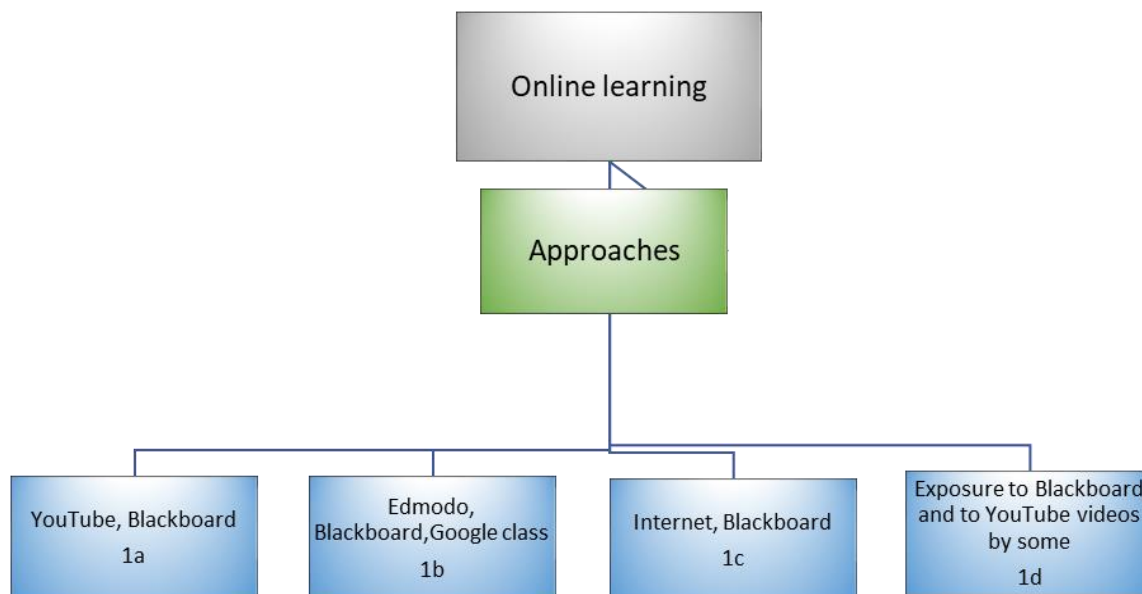 Online learning
Approaches
YouTube, Blackboard
1a
Edmodo,
Blackboard,Google class
1b
Internet, Blackboard
1c
Exposure to Blackboard
and to YouTube videos
by some
1d